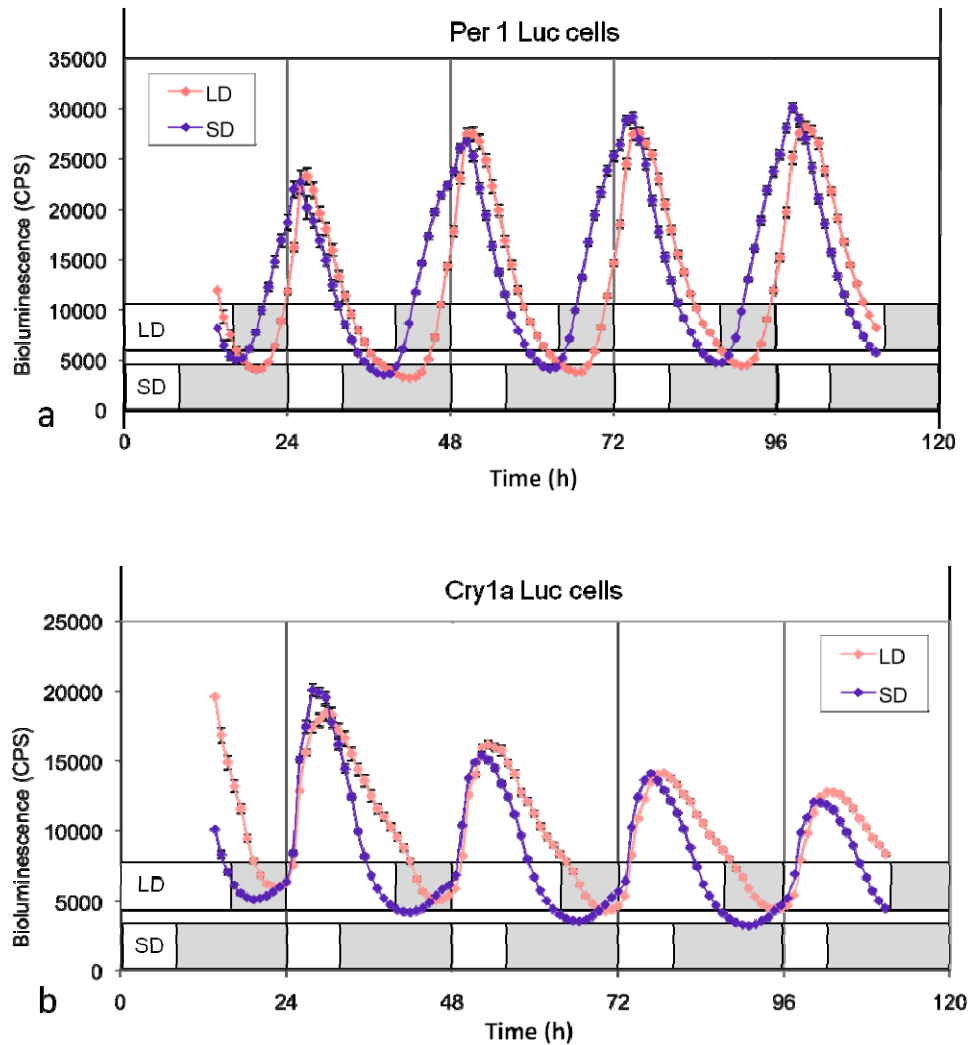 Per 1 Luc cells
Bioluminescence (CPS)
35000
30000
25000
20000
15000
10000
5000
0
LD
SD
LD
SD
a
0 24 48 72 96 120
Time (h)
Cry1a Luc cells
Bioluminescence (CPS)
25000
20000
15000
10000
5000
0
LD
SD
LD
SD
b
0 24 48 72 96 120
Time (h)